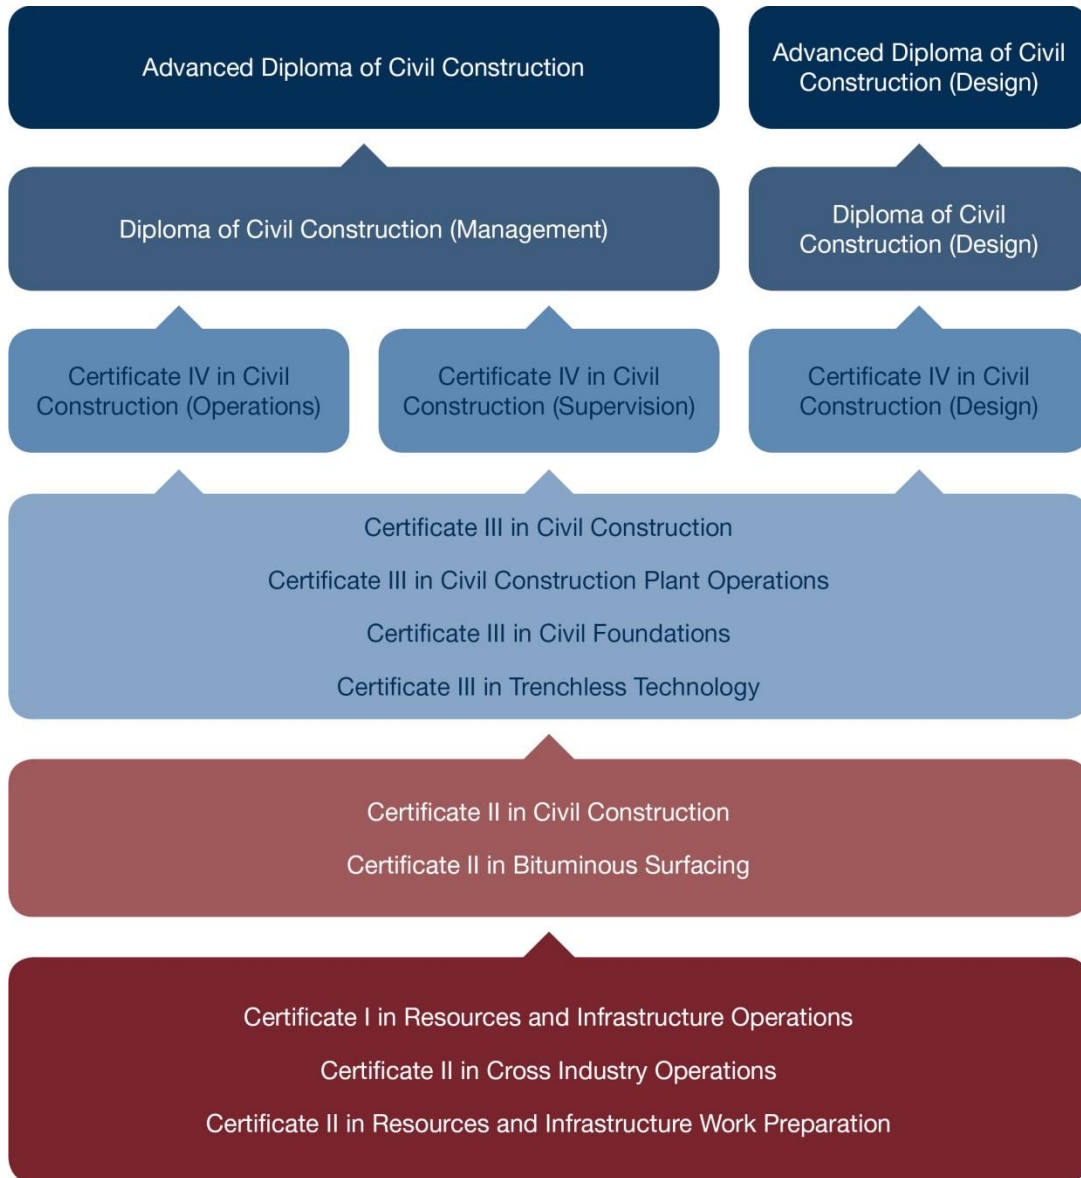 Advanced Diploma of Civil Construction
Advanced Diploma of Civil
Construction (Design)
Diploma of Civil Construction (Management)
Diploma of Civil
Construction (Design)
Certificate IV in Civil
Construction (Operations)
Certificate IV in Civil
Construction (Supervision)
Certificate IV in Civil
Construction (Design)
Certificate III in Civil Construction
Certificate III in Civil Construction Plant Operations
Certificate III in Civil Foundations
Certificate III in Trenchless Technology
Certificate II in Civil Construction
Certificate II in Bituminous Surfacing
Certificate I in Resources and Infrastructure Operations
Certificate II in Cross Industry Operations
Certificate II in Resources and Infrastructure Work Preparation